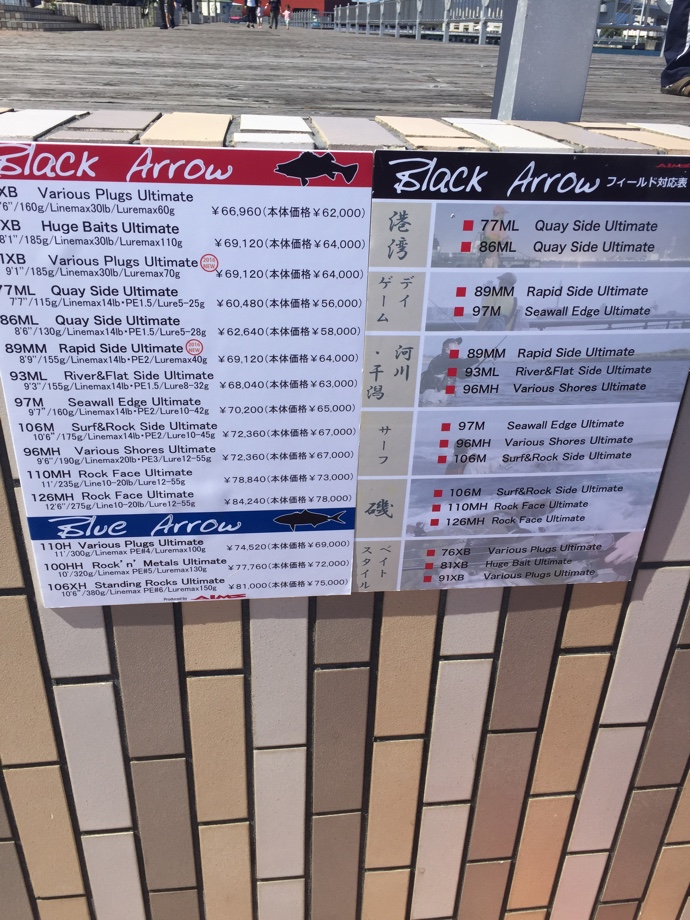 Black Arrow
XB Various Plugs Ultimate
'6"/160g/Linemax30lb/Luremax60g ￥66,960(本体価格￥62,000)
XB Huge Baits Ultimate
8'1"/185g/Linemax30lb/Luremax110g ￥69,120(本体価格￥64,000)
1XB Various Plugs Ultimate 2016 NEW
9'1"/185g/Linemax30lb/Luremax70g ￥69,120(本体価格￥64,000)
77ML Quay Side Ultimate
7'7"/115g/Linemax14lb・PE1.5/Lure5-25g ￥60,480(本体価格￥56,000)
86ML Quay Side Ultimate
8'6"/130g/Linemax14lb・PE1.5/Lure5-28g ￥62,640(本体価格￥58,000)
89MM Rapid Side Ultimate 2016 NEW
8'9"/155g/Linemax14lb・PE2/Luremax40g ￥69,120(本体価格￥64,000)
93ML River&Flat Side Ultimate
9'3"/155g/Linemax14lb・PE1.5/Lure8-32g ￥68,040(本体価格￥63,000)
97M Seawall Edge Ultimate
9'7"/160g/Linemax14lb・PE2/Lure10-42g ￥70,200(本体価格￥65,000)
106M Surf&Rock Side Ultimate
10'6"/175g/Linemax14lb・PE2/Lure10-45g ￥72,360(本体価格￥67,000)
96MH Various Shores Ultimate
9'6"/190g/Linemax20lb・PE3/Lure12-55g ￥72,360(本体価格￥67,000)
110MH Rock Face Ultimate
11'/235g/Line10-20lb/Lure12-55g ￥78,840(本体価格￥73,000)
126MH Rock Face Ultimate
12'6"/275g/Line10-20lb/Lure12-55g ￥84,240(本体価格￥78,000)
Blue Arrow
110H Various Plugs Ultimate
11'/300g/Linemax PE#4/Luremax100g ￥74,520(本体価格￥69,000)
100HH Rock'n' Metals Ultimate
10'/320g/Linemax PE#5/Luremax130g ￥77,760(本体価格￥72,000)
106XH Standing Rocks Ultimate
10'6"/380g/Linemax PE#6/Luremax150g ￥81,000(本体価格￥75,000)
Produced by AIMS
AIMS
Black Arrow フィールド対応表
港湾
77ML Quay Side Ultimate
86ML Quay Side Ultimate
デイゲーム
89MM Rapid Side Ultimate
97M Seawall Edge Ultimate
河川・干潟
89MM Rapid Side Ultimate
93ML River&Flat Side Ultimate
96MH Various Shores Ultimate
サーフ
97M Seawall Edge Ultimate
96MH Various Shores Ultimate
106M Surf&Rock Side Ultimate
磯
106M Surf&Rock Side Ultimate
110MH Rock Face Ultimate
126MH Rock Face Ultimate
ベイトスタイル
76XB Various Plugs Ultimate
81XB Huge Bait Ultimate
91XB Various Plugs Ultimate